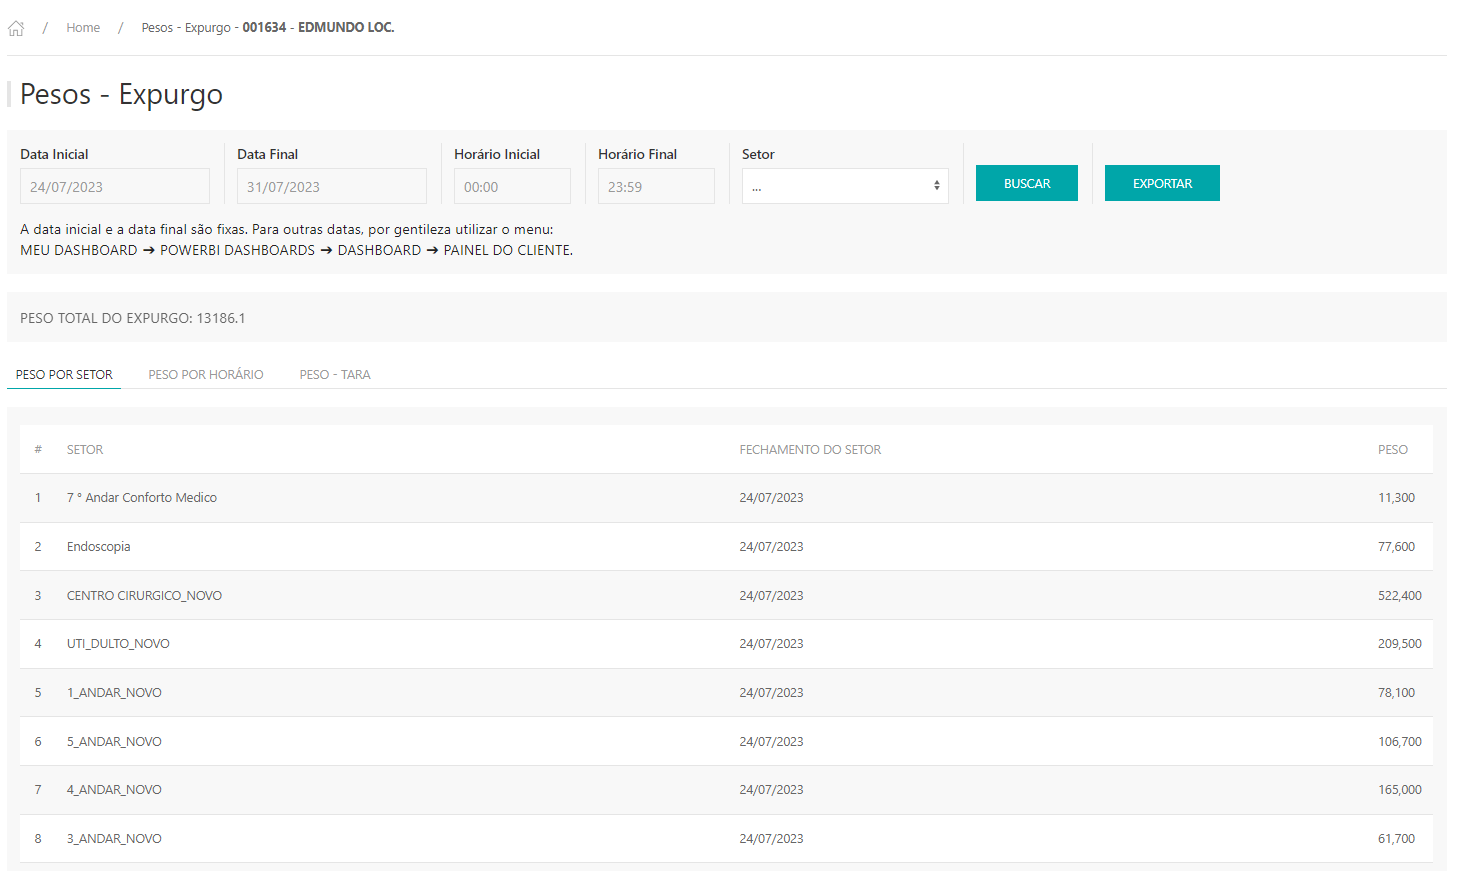 / Home / Pesos - Expurgo - 001634 - EDMUNDO LOC.
Pesos - Expurgo
Data Inicial Data Final Horário Inicial Horário Final Setor
24/07/2023 31/07/2023 00:00 23:59 ... BUSCAR EXPORTAR
A data inicial e a data final são fixas. Para outras datas, por gentileza utilizar o menu:
MEU DASHBOARD ➔ POWERBI DASHBOARDS ➔ DASHBOARD ➔ PAINEL DO CLIENTE.
PESO TOTAL DO EXPURGO: 13186.1
PESO POR SETOR PESO POR HORÁRIO PESO - TARA
# SETOR FECHAMENTO DO SETOR PESO
1 7 º Andar Conforto Medico 24/07/2023 11,300
2 Endoscopia 24/07/2023 77,600
3 CENTRO CIRURGICO_NOVO 24/07/2023 522,400
4 UTI_DULTO_NOVO 24/07/2023 209,500
5 1_ANDAR_NOVO 24/07/2023 78,100
6 5_ANDAR_NOVO 24/07/2023 106,700
7 4_ANDAR_NOVO 24/07/2023 165,000
8 3_ANDAR_NOVO 24/07/2023 61,700